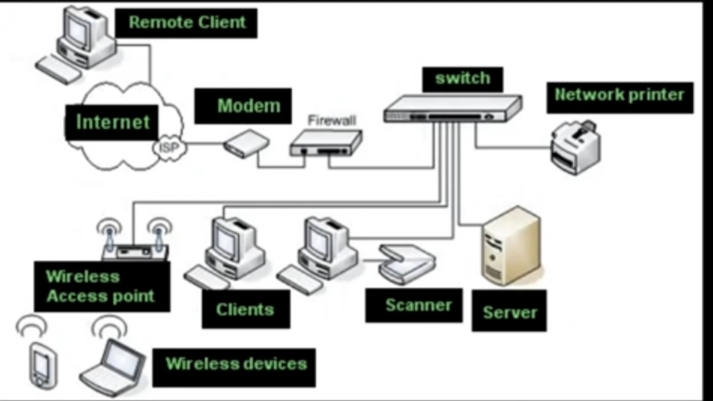 Remote Client
switch
Network printer
Modem
Internet
Firewall
ISP
Wireless
Access point
Clients
Scanner
Server
Wireless devices